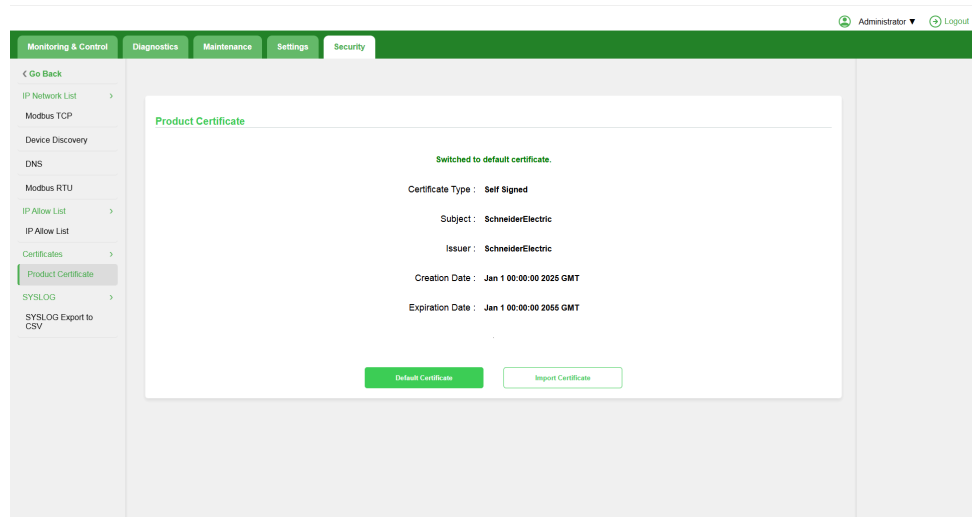 Administrator ▼ Logout
Monitoring & Control Diagnostics Maintenance Settings Security
Go Back
IP Network List
Modbus TCP
Device Discovery
DNS
Modbus RTU
IP Allow List
IP Allow List
Certificates
Product Certificate
SYSLOG
SYSLOG Export to
CSV
Product Certificate
Switched to default certificate.
Certificate Type : Self Signed
Subject : SchneiderElectric
Issuer : SchneiderElectric
Creation Date : Jan 1 00:00:00 2025 GMT
Expiration Date : Jan 1 00:00:00 2055 GMT
Default Certificate Import Certificate